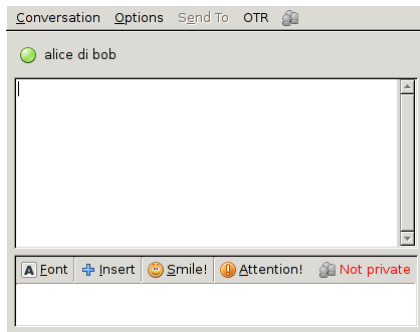 Conversation Options Send To OTR
alice di bob
Font Insert Smile! Attention! Not private